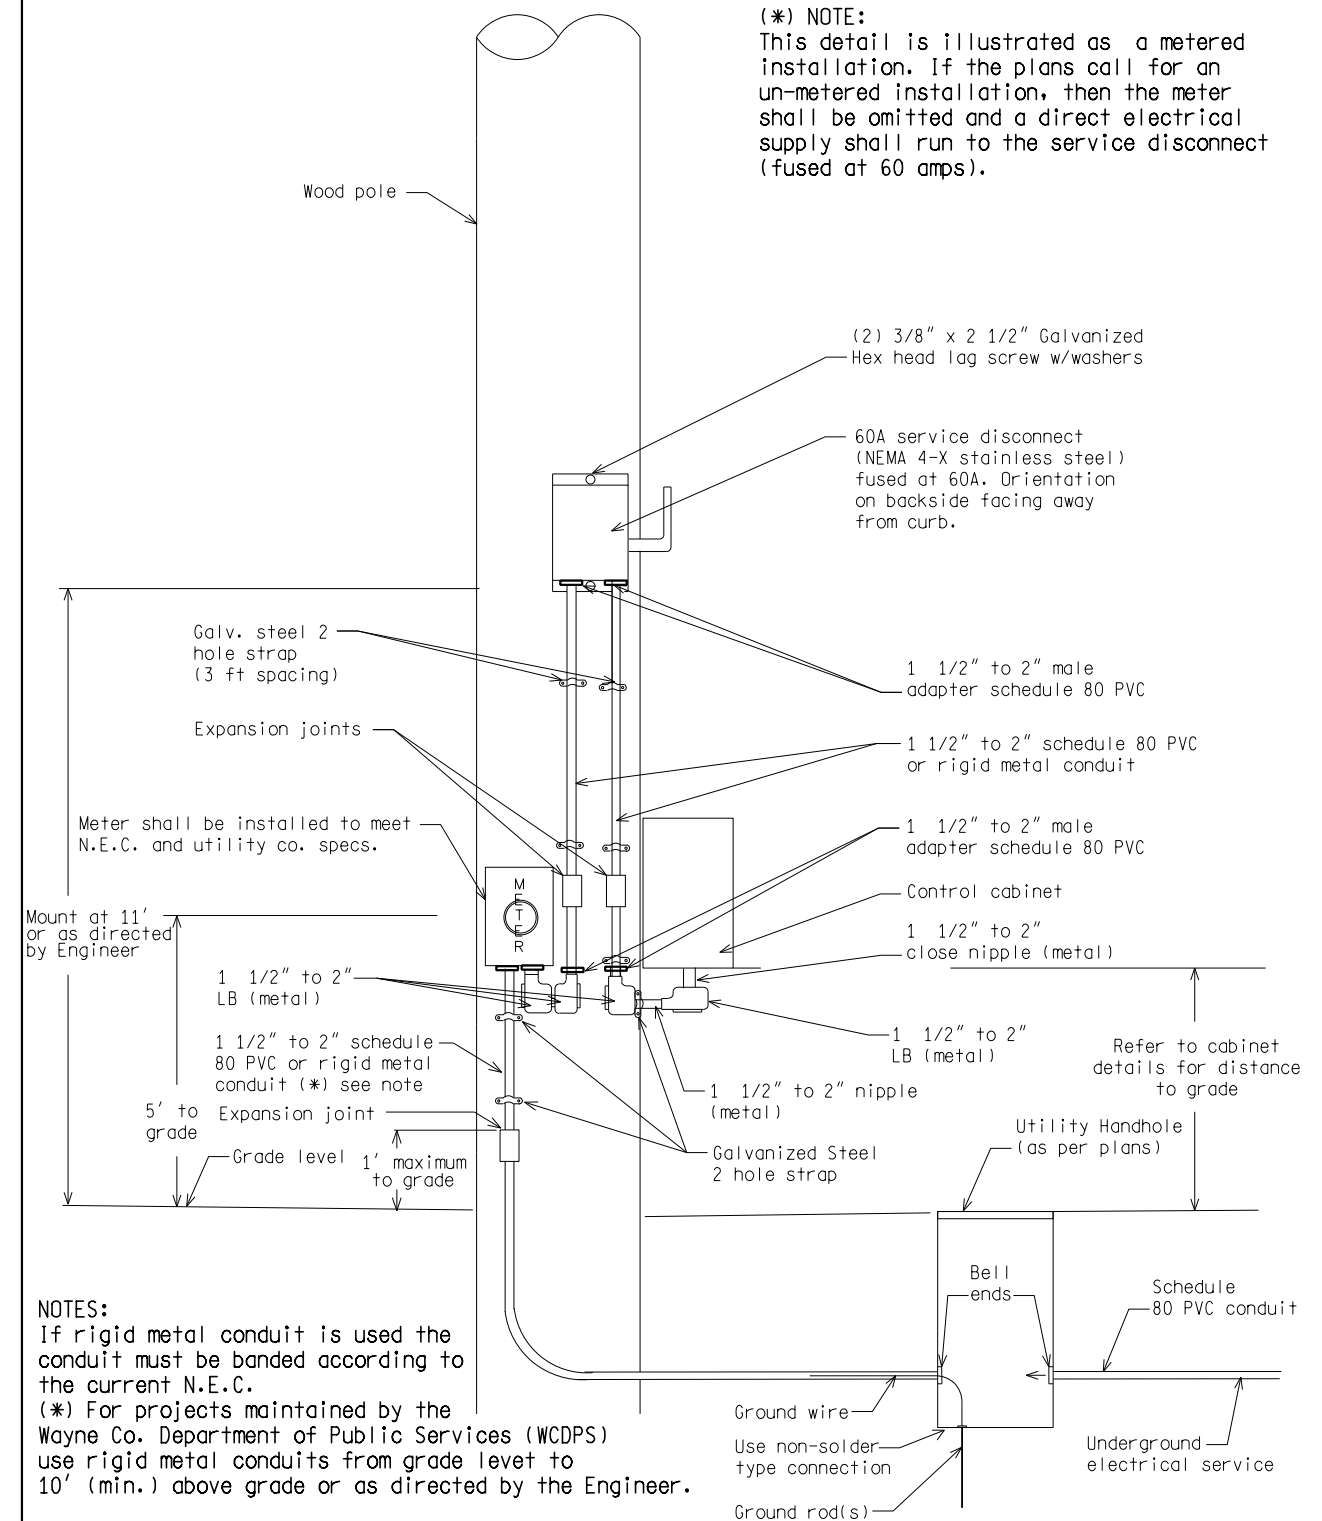 (*) NOTE:
This detail is illustrated as a metered
installation. If the plans call for an
un-metered installation, then the meter
shall be omitted and a direct electrical
supply shall run to the service disconnect
(fused at 60 amps).
Wood pole
(2) 3/8" x 2 1/2" Galvanized
Hex head lag screw w/washers
60A service disconnect
(NEMA 4-X stainless steel)
fused at 60A. Orientation
on backside facing away
from curb.
Galv. steel 2
hole strap
(3 ft spacing)
1 1/2" to 2" male
adapter schedule 80 PVC
Expansion joints
1 1/2" to 2" schedule 80 PVC
or rigid metal conduit
Meter shall be installed to meet
N.E.C. and utility co. specs.
1 1/2" to 2" male
adapter schedule 80 PVC
METER
Control cabinet
Mount at 11'
or as directed
by Engineer
1 1/2" to 2"
close nipple (metal)
1 1/2" to 2"
LB (metal)
1 1/2" to 2" schedule
80 PVC or rigid metal
conduit (*) see note
1 1/2" to 2"
LB (metal)
Refer to cabinet
details for distance
to grade
1 1/2" to 2" nipple
(metal)
5' to
grade
Expansion joint
Utility Handhole
(as per plans)
Grade level
1' maximum
to grade
Galvanized Steel
2 hole strap
Bell
ends
Schedule
80 PVC conduit
NOTES:
If rigid metal conduit is used the
conduit must be banded according to
the current N.E.C.
(*) For projects maintained by the
Wayne Co. Department of Public Services (WCDPS)
use rigid metal conduits from grade levet to
10' (min.) above grade or as directed by the Engineer.
Ground wire
Use non-solder
type connection
Ground rod(s)
Underground
electrical service